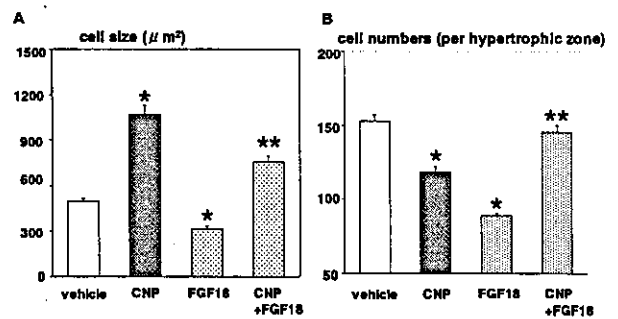 A
cell size (μ m²)
1500
1200
900
600
300
0
*
*
**
vehicle CNP FGF18 CNP +FGF18
B
cell numbers (per hypertrophic zone)
200
150
100
50
*
*
**
vehicle CNP FGF18 CNP +FGF18